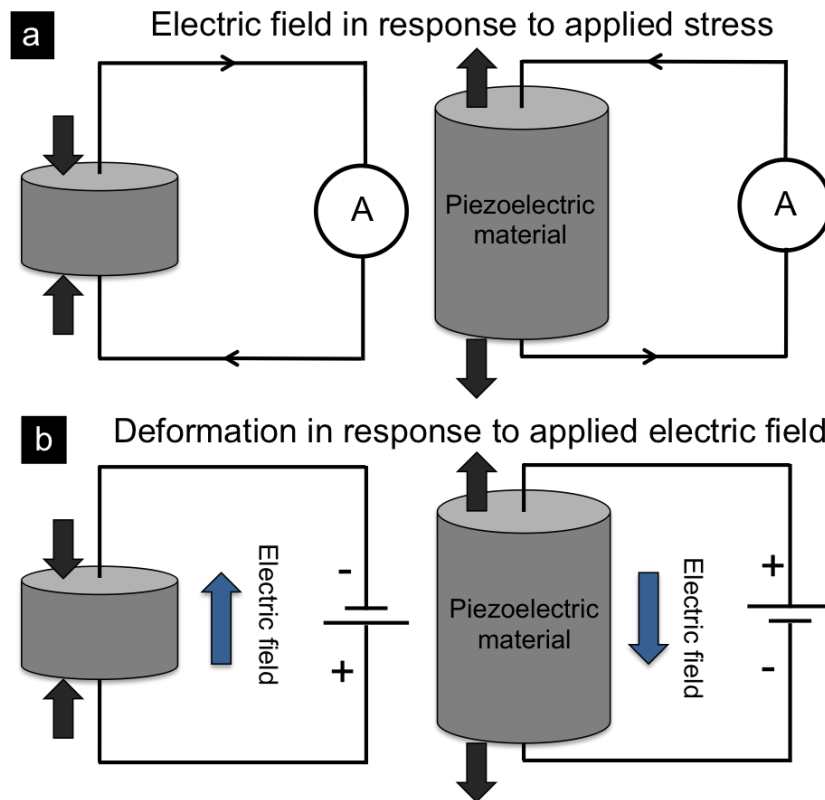 a
Electric field in response to applied stress
A
Piezoelectric
material
A
b
Deformation in response to applied electric field
Electric field
-
+
Piezoelectric
material
Electric field
+
-